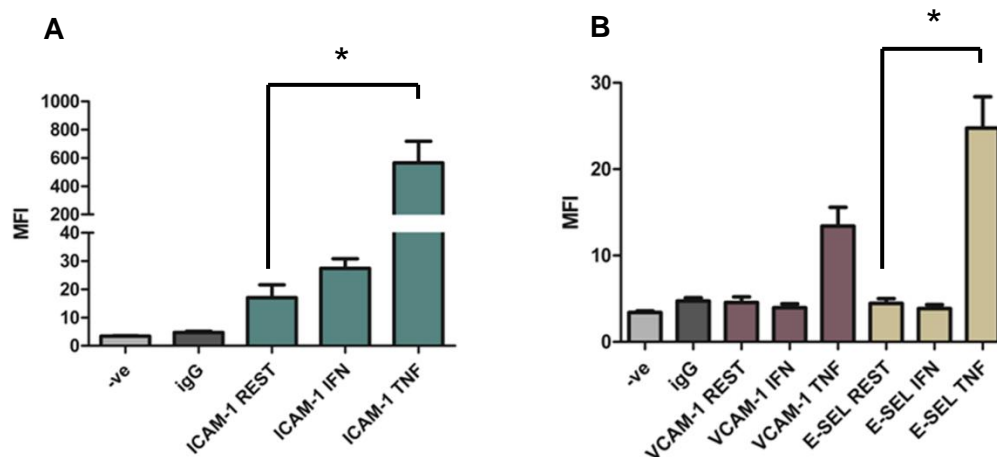 A
*
MFI
1000
800
600
400
200
40
30
20
10
0
-ve
igG
ICAM-1 REST
ICAM-1 IFN
ICAM-1 TNF
B
*
MFI
30
20
10
0
-ve
igG
VCAM-1 REST
VCAM-1 IFN
VCAM-1 TNF
E-SEL REST
E-SEL IFN
E-SEL TNF